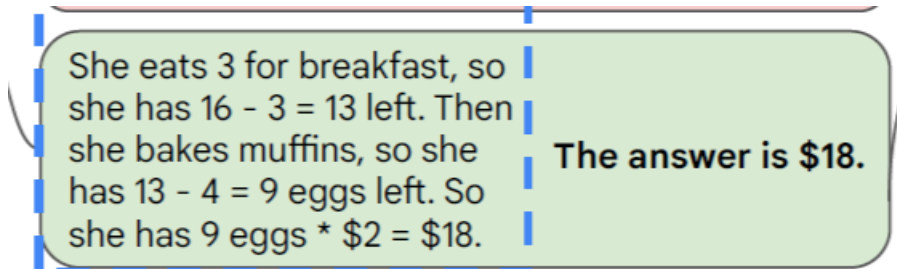 She eats 3 for breakfast, so
she has 16 - 3 = 13 left. Then
she bakes muffins, so she
has 13 - 4 = 9 eggs left. So
she has 9 eggs * $2 = $18.
The answer is $18.